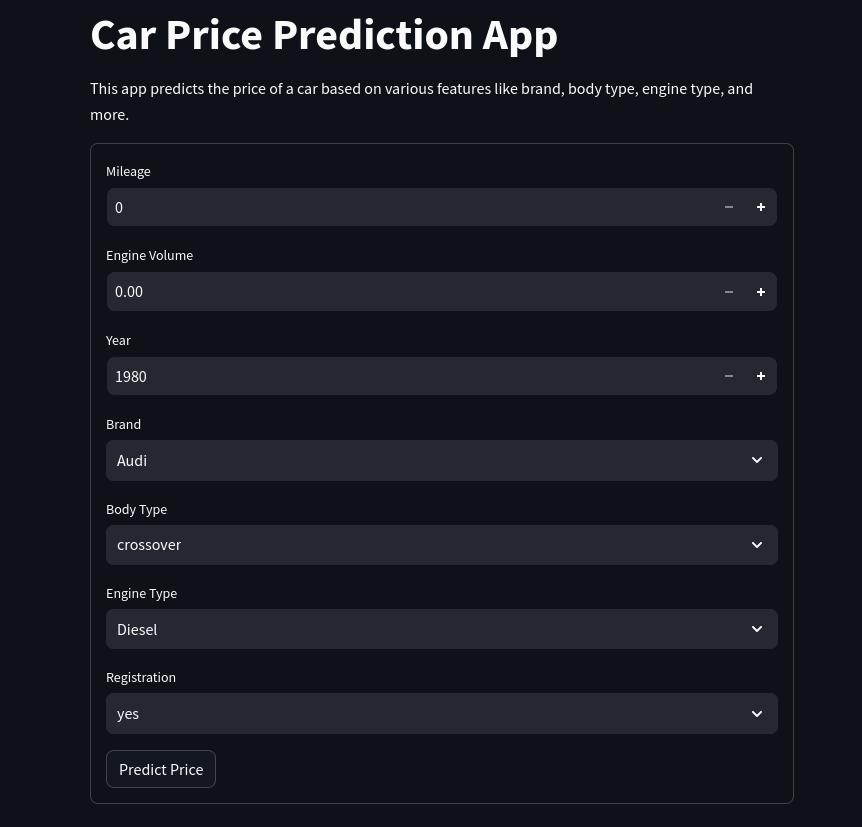 Car Price Prediction App
This app predicts the price of a car based on various features like brand, body type, engine type, and
more.
Mileage
0
Engine Volume
0.00
Year
1980
Brand
Audi
Body Type
crossover
Engine Type
Diesel
Registration
yes
Predict Price